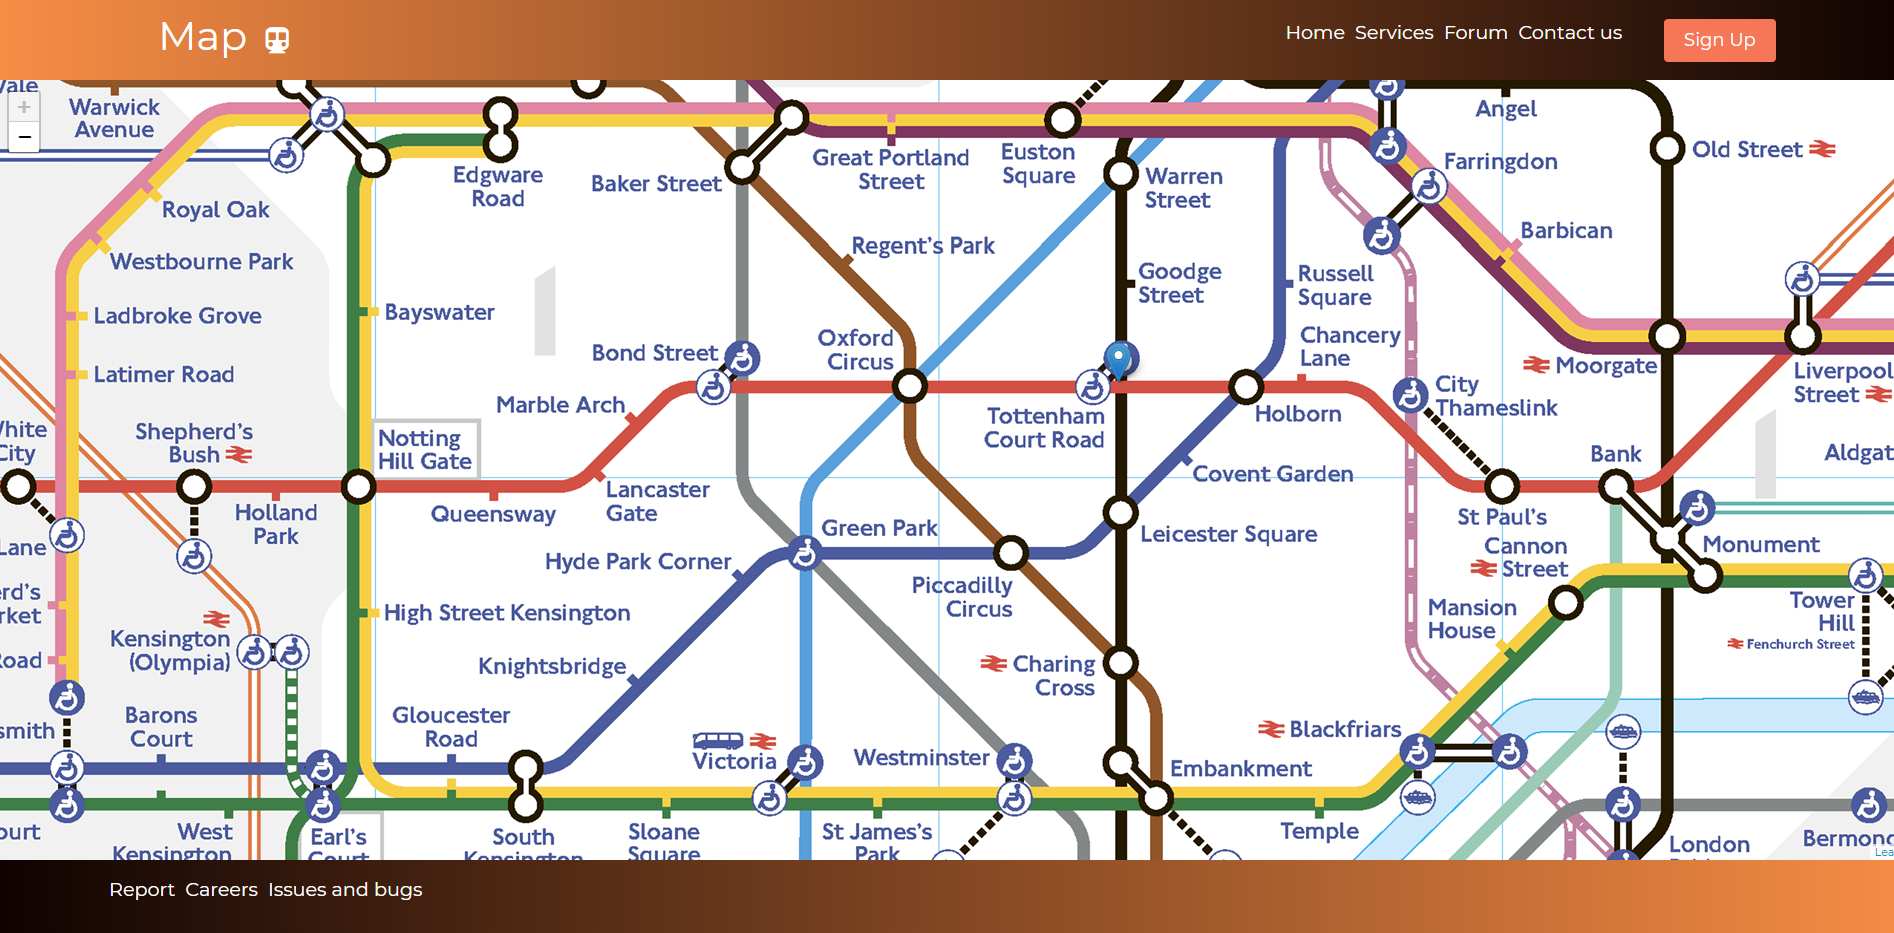 Map
Home Services Forum Contact us
Sign Up
+
−
Warwick
Avenue
Edgware
Road
Baker Street
Great Portland
Street
Euston
Square
Warren
Street
Angel
Farringdon
Old Street
Royal Oak
Westbourne Park
Regent's Park
Barbican
Goodge
Street
Russell
Square
Ladbroke Grove
Bayswater
Bond Street
Oxford
Circus
Chancery
Lane
Moorgate
Liverpool
Street
Latimer Road
Marble Arch
Tottenham
Court Road
Holborn
City
Thameslink
City
Shepherd's
Bush
Notting
Hill Gate
Covent Garden
Bank
Aldgat
Holland
Park
Queensway
Lancaster
Gate
Green Park
Leicester Square
St Paul's
Lane
Hyde Park Corner
Cannon
Street
Monument
Piccadilly
Circus
High Street Kensington
Mansion
House
Tower
Hill
Fenchurch Street
Kensington
(Olympia)
Road
Knightsbridge
Charing
Cross
Barons
Court
Gloucester
Road
Victoria
Westminster
Embankment
Blackfriars
West
Kensington
Earl's
Court
South
Kensington
Sloane
Square
St James's
Park
Temple
London
Bermond
Lea
Report Careers Issues and bugs